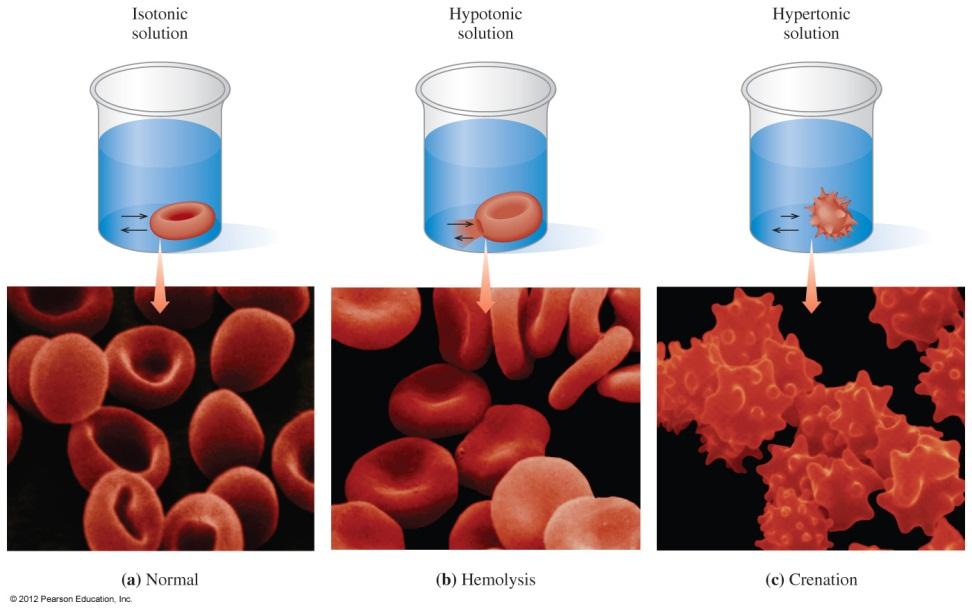 Isotonic
solution
Hypotonic
solution
Hypertonic
solution
(a) Normal
(b) Hemolysis
(c) Crenation
© 2012 Pearson Education, Inc.